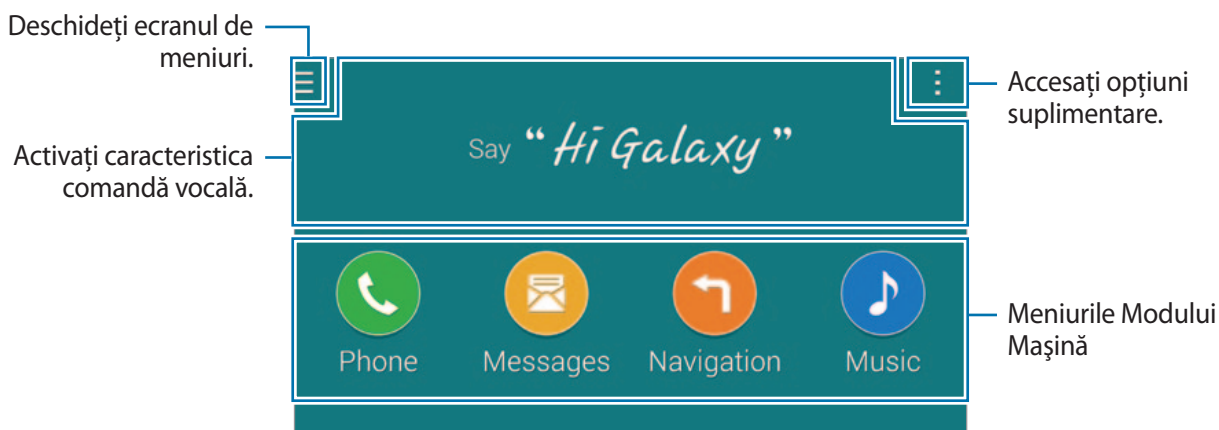 Deschideți ecranul de
meniuri.
Accesați opțiuni
suplimentare.
Say “Hi Galaxy”
Activați caracteristica
comandă vocală.
Phone
Messages
Navigation
Music
Meniurile Modului
Maşină